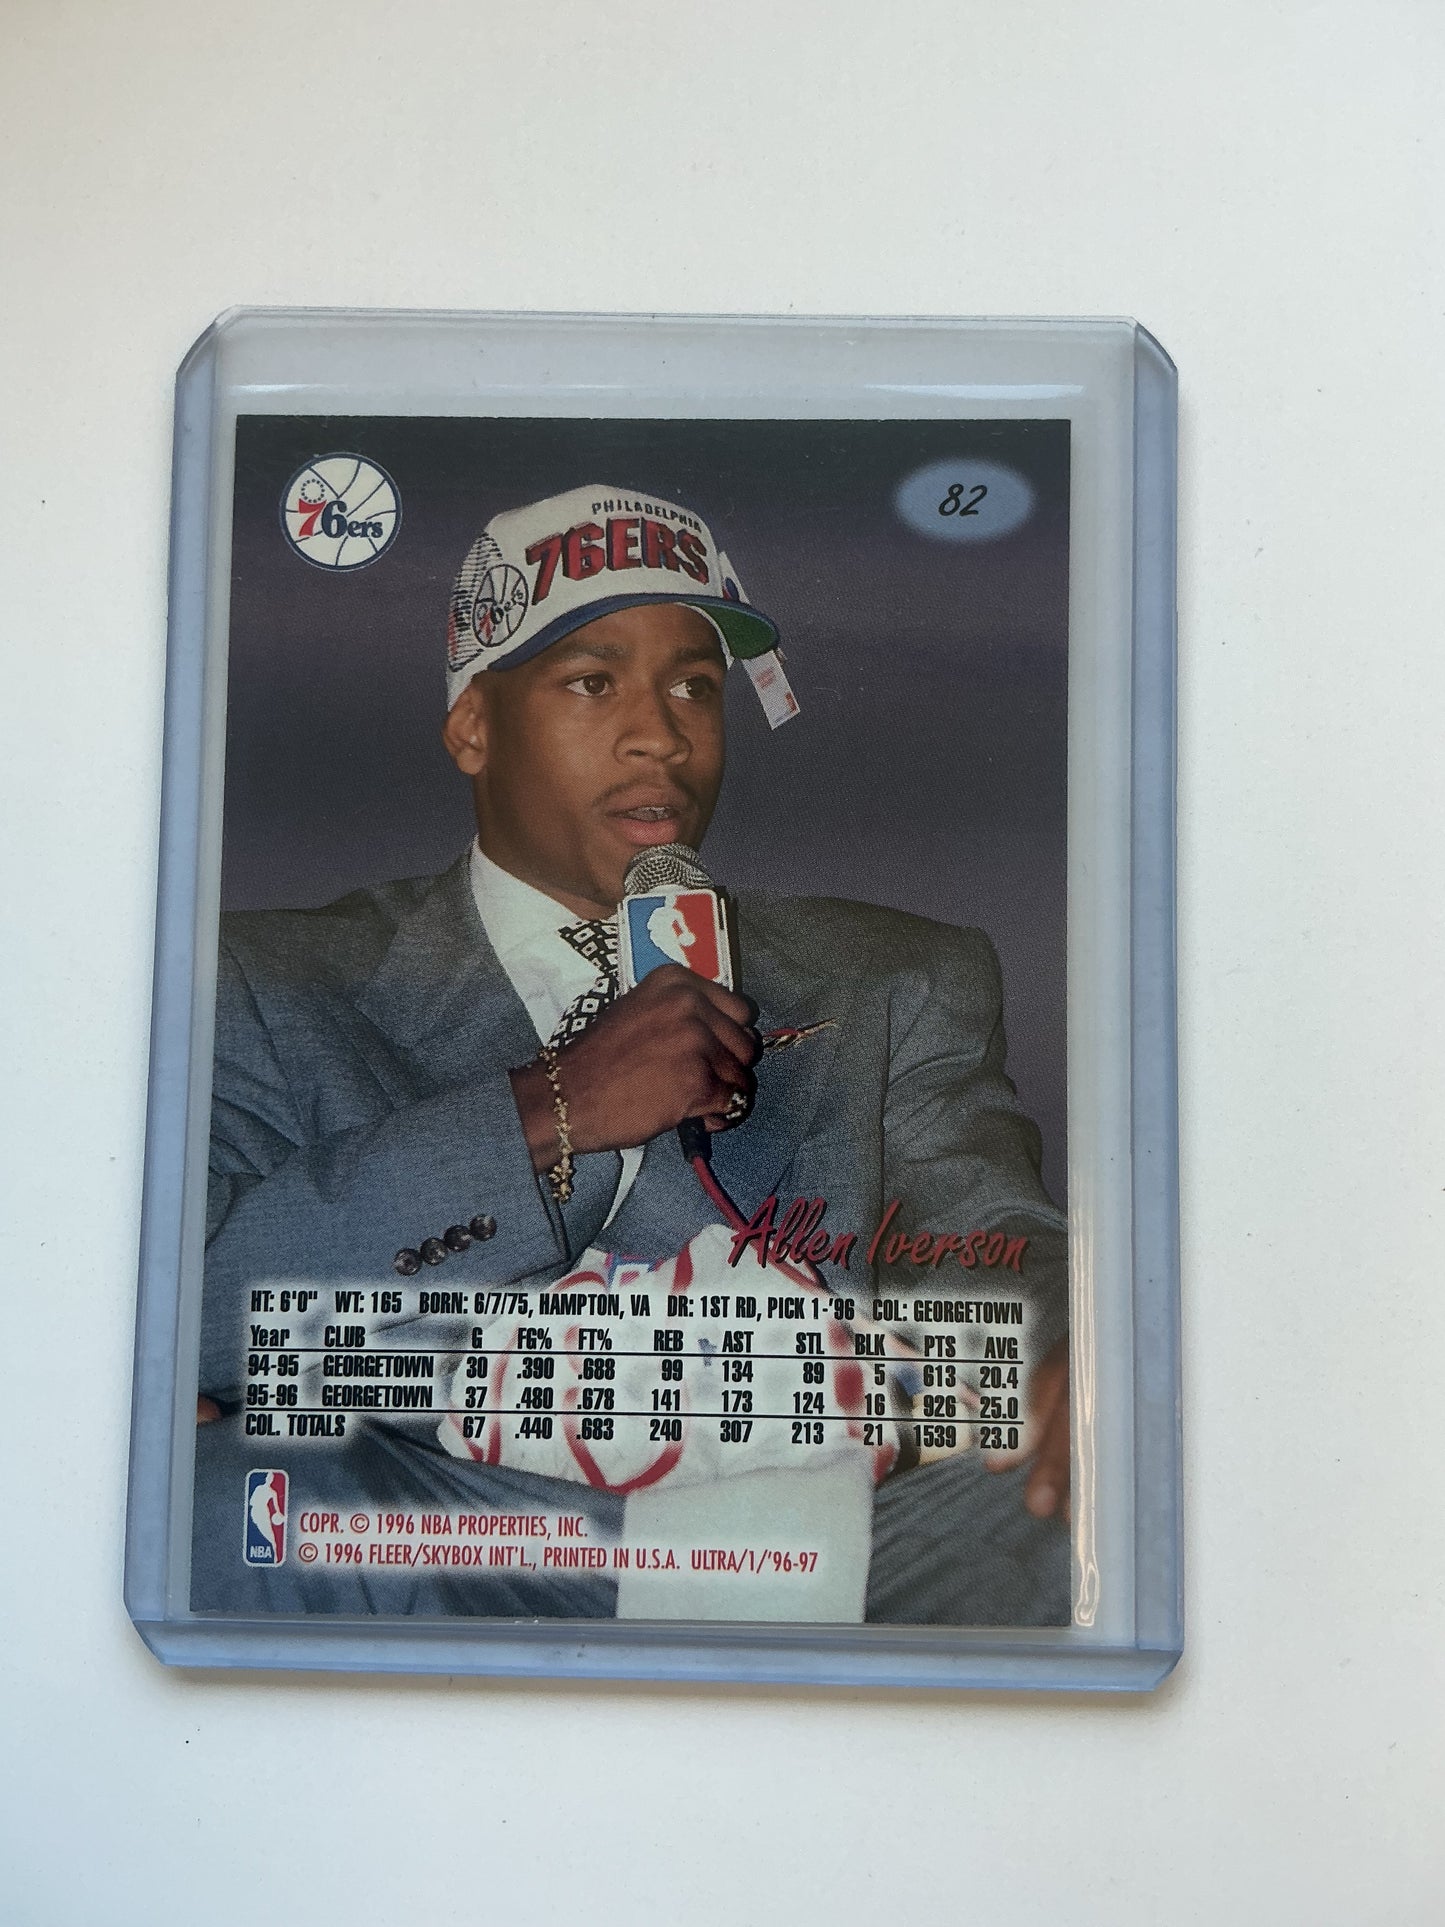 76ers
82
PHILADELPHIA
76ERS
76ers
Allen Iverson
HT: 6'0" WT: 165 BORN: 6/7/75, HAMPTON, VA DR: 1ST RD, PICK 1-'96 COL: GEORGETOWN
Year CLUB G FG% FT% REB AST STL BLK PTS AVG
94-95 GEORGETOWN 30 .390 .688 99 134 89 5 613 20.4
95-96 GEORGETOWN 37 .480 .678 141 173 124 16 926 25.0
COL. TOTALS 67 .440 .683 240 307 213 21 1539 23.0
NBA
COPR. © 1996 NBA PROPERTIES, INC.
© 1996 FLEER/SKYBOX INT'L., PRINTED IN U.S.A. ULTRA/1/'96-97